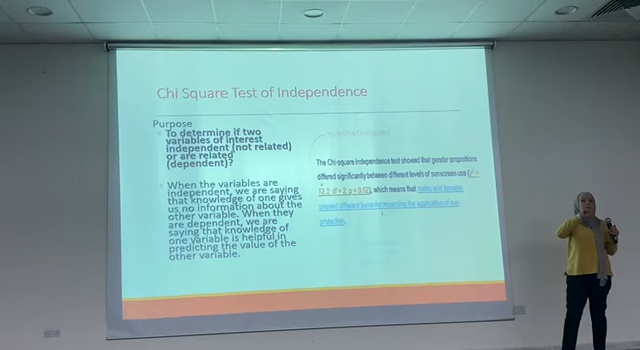 Chi Square Test of Independence
Purpose
To determine if two
variables of interest
independent (not related)
or are related
(dependent)?
When the variables are
independent, we are saying
that knowledge of one gives
us no information about the
other variable. When they
are dependent, we are
saying that knowledge of
one variable is helpful in
predicting the value of the
other variable.
The Chi-square independence test showed that gender proportions
differed significantly between different levels of sunscreen use (χ² =
df = 2; p = 0.02), which means that males and females
showed different behavior regarding the application of sun
protection.